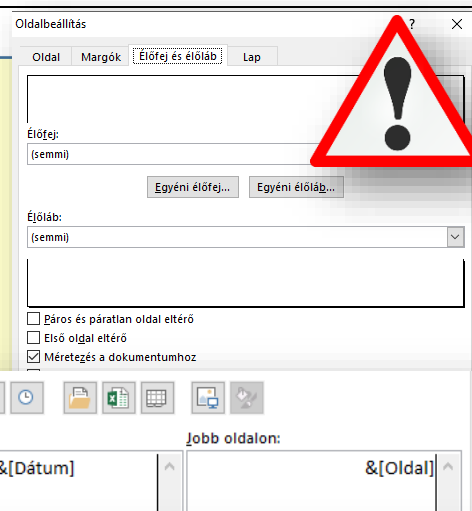 Oldalbeállítás ?
Oldal Margók Élőfej és élőláb Lap
Élőfej:
(semmi)
Egyéni élőfej... Egyéni élőláb...
Élőláb:
(semmi)
Páros és páratlan oldal eltérő
Első oldal eltérő
Méretezés a dokumentumhoz
Jobb oldalon:
&[Dátum] &[Oldal]